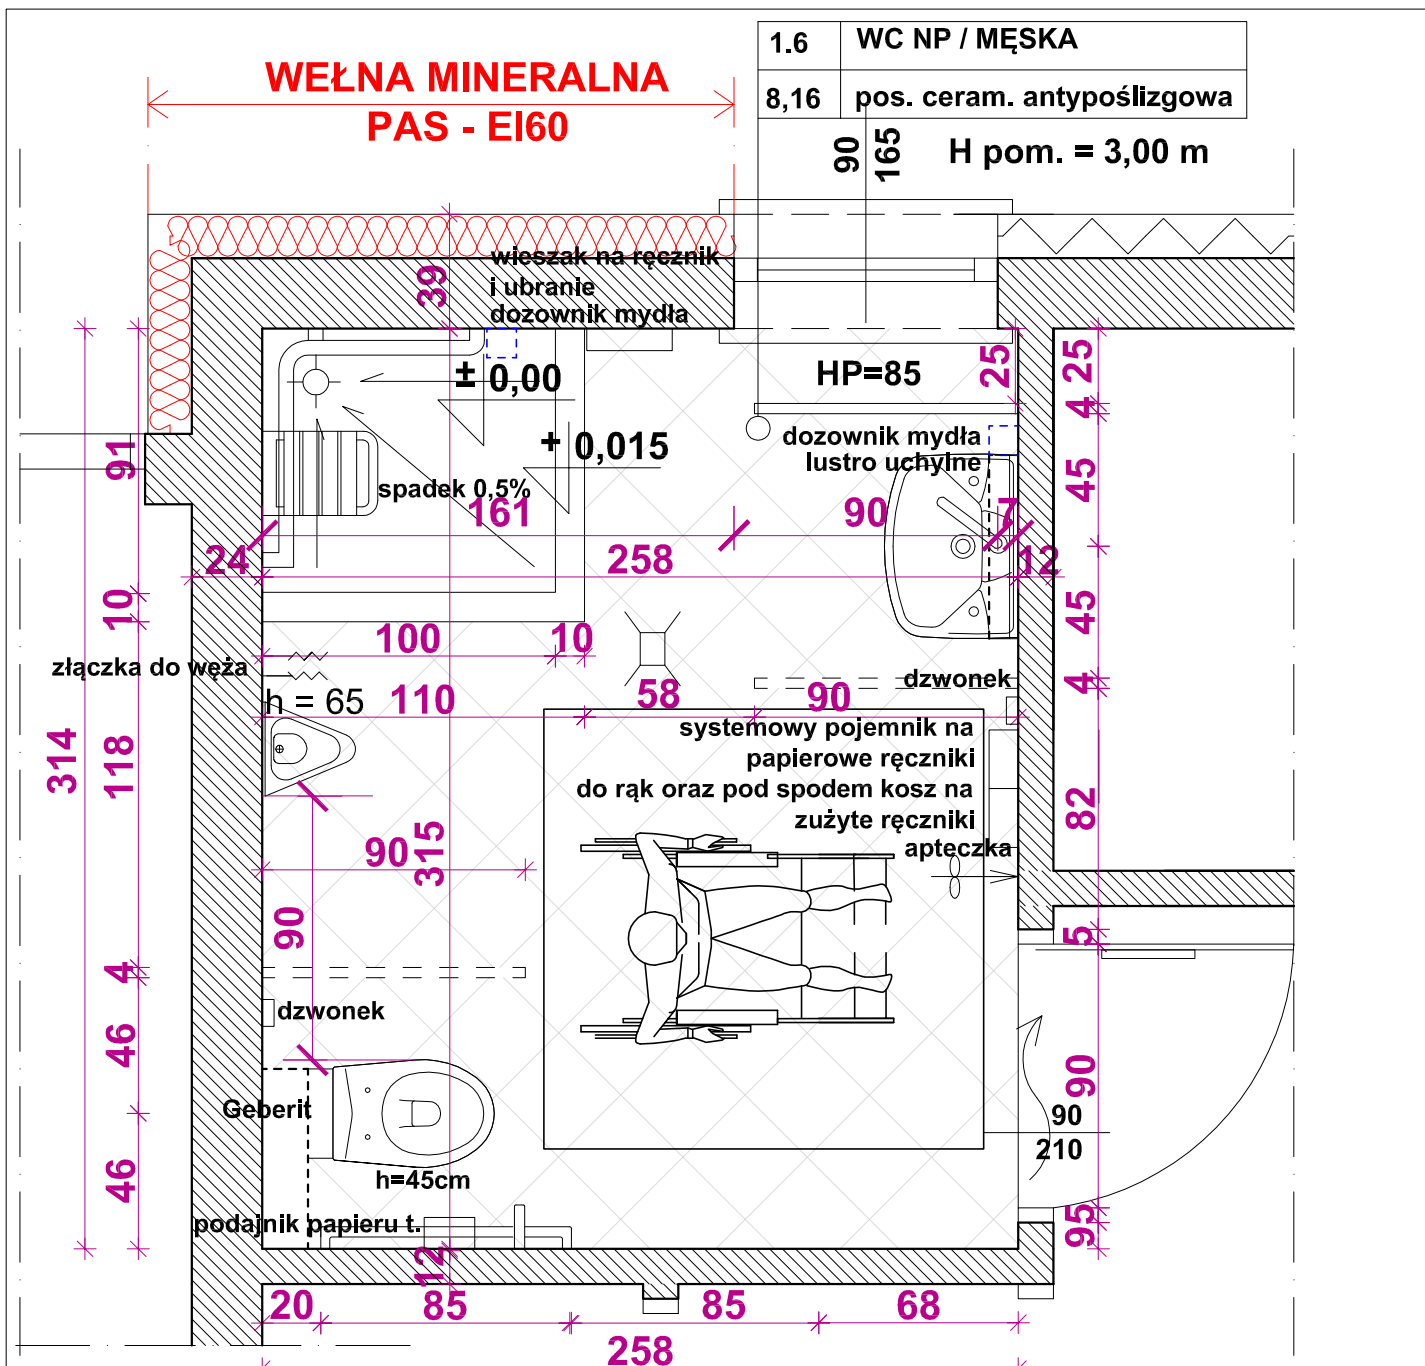 1.6 WC NP / MĘSKA
8,16 pos. ceram. antypoślizgowa
WEŁNA MINERALNA
PAS - EI60
90
165
H pom. = 3,00 m
39
wieszak na ręcznik
i ubranie
dozownik mydła
± 0,00
HP=85
25
25
4
+ 0,015
dozownik mydła
lustro uchylne
91
45
spadek 0,5%
161
90
7
24
258
12
10
45
100
10
złączka do węża
dzwonek
4
h = 65
110
58
90
systemowy pojemnik na
papierowe ręczniki
do rąk oraz pod spodem kosz na
zużyte ręczniki
apteczka
314
118
82
90
315
90
5
4
dzwonek
46
90
Geberit
90
210
h=45cm
46
podajnik papieru t.
95
12
20
85
85
68
258